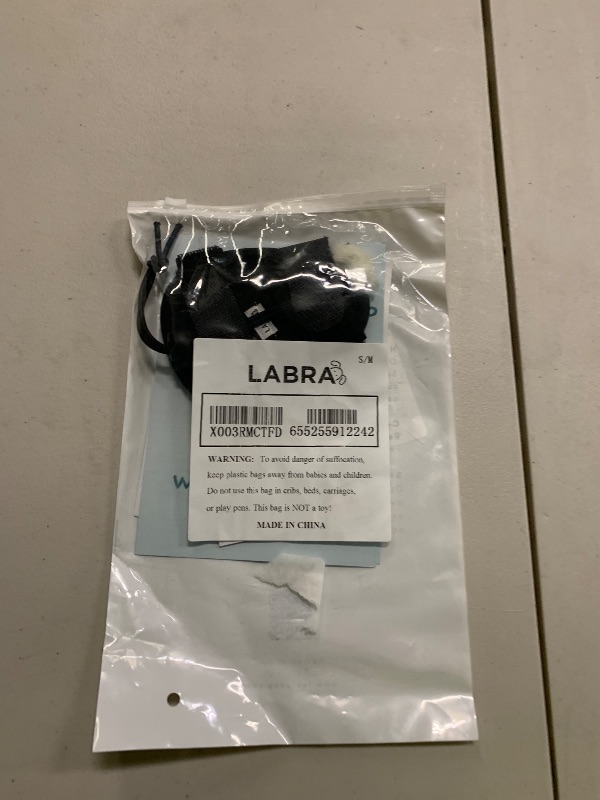 S/M
LABRA
X003RMCTFD 655255912242
WARNING: To avoid danger of suffocation,
keep plastic bags away from babies and children.
Do not use this bag in cribs, beds, carriages,
or play pens. This bag is NOT a toy!
MADE IN CHINA